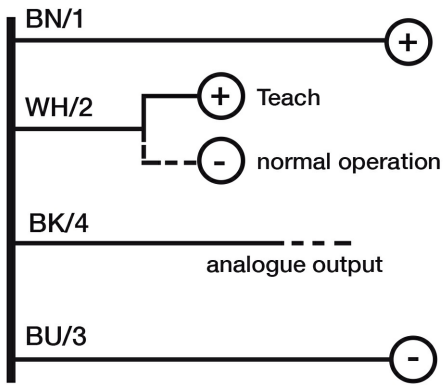 BN/1
+
WH/2
+ Teach
- normal operation
BK/4
analogue output
BU/3
-